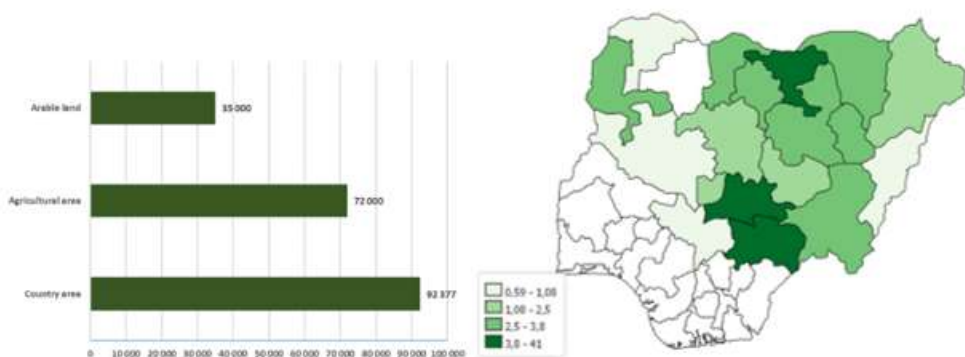 Arable land
35 000
Agricultural area
72 000
Country area
92 377
0 10 000 20 000 30 000 40 000 50 000 60 000 70 000 80 000 90 000 100 000
0,59 - 1,08
1,08 - 2,5
2,5 - 3,8
3,8 - 41